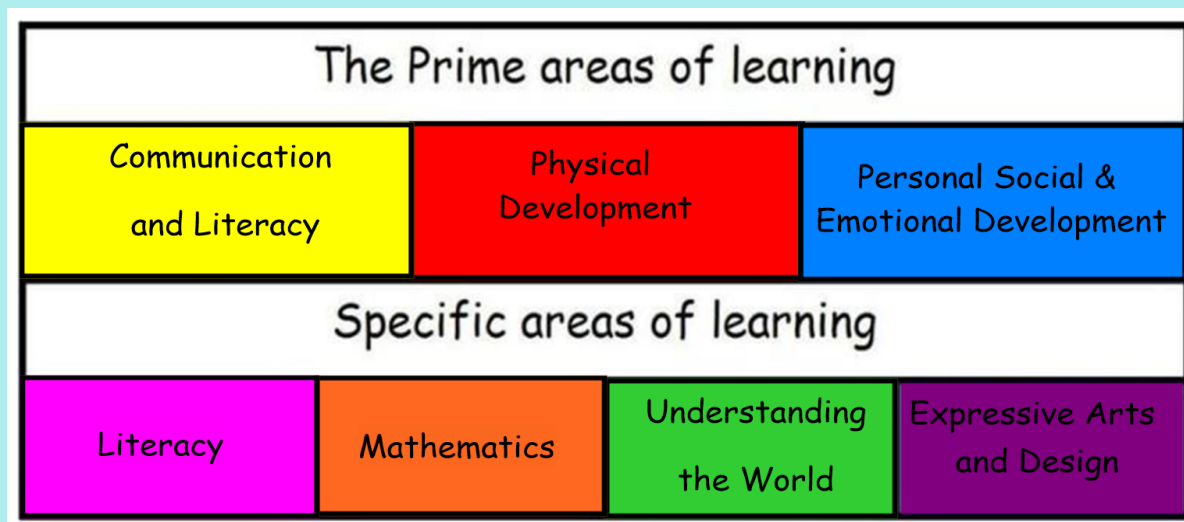 The Prime areas of learning
Communication
and Literacy
Physical
Development
Personal Social &
Emotional Development
Specific areas of learning
Literacy
Mathematics
Understanding
the World
Expressive Arts
and Design